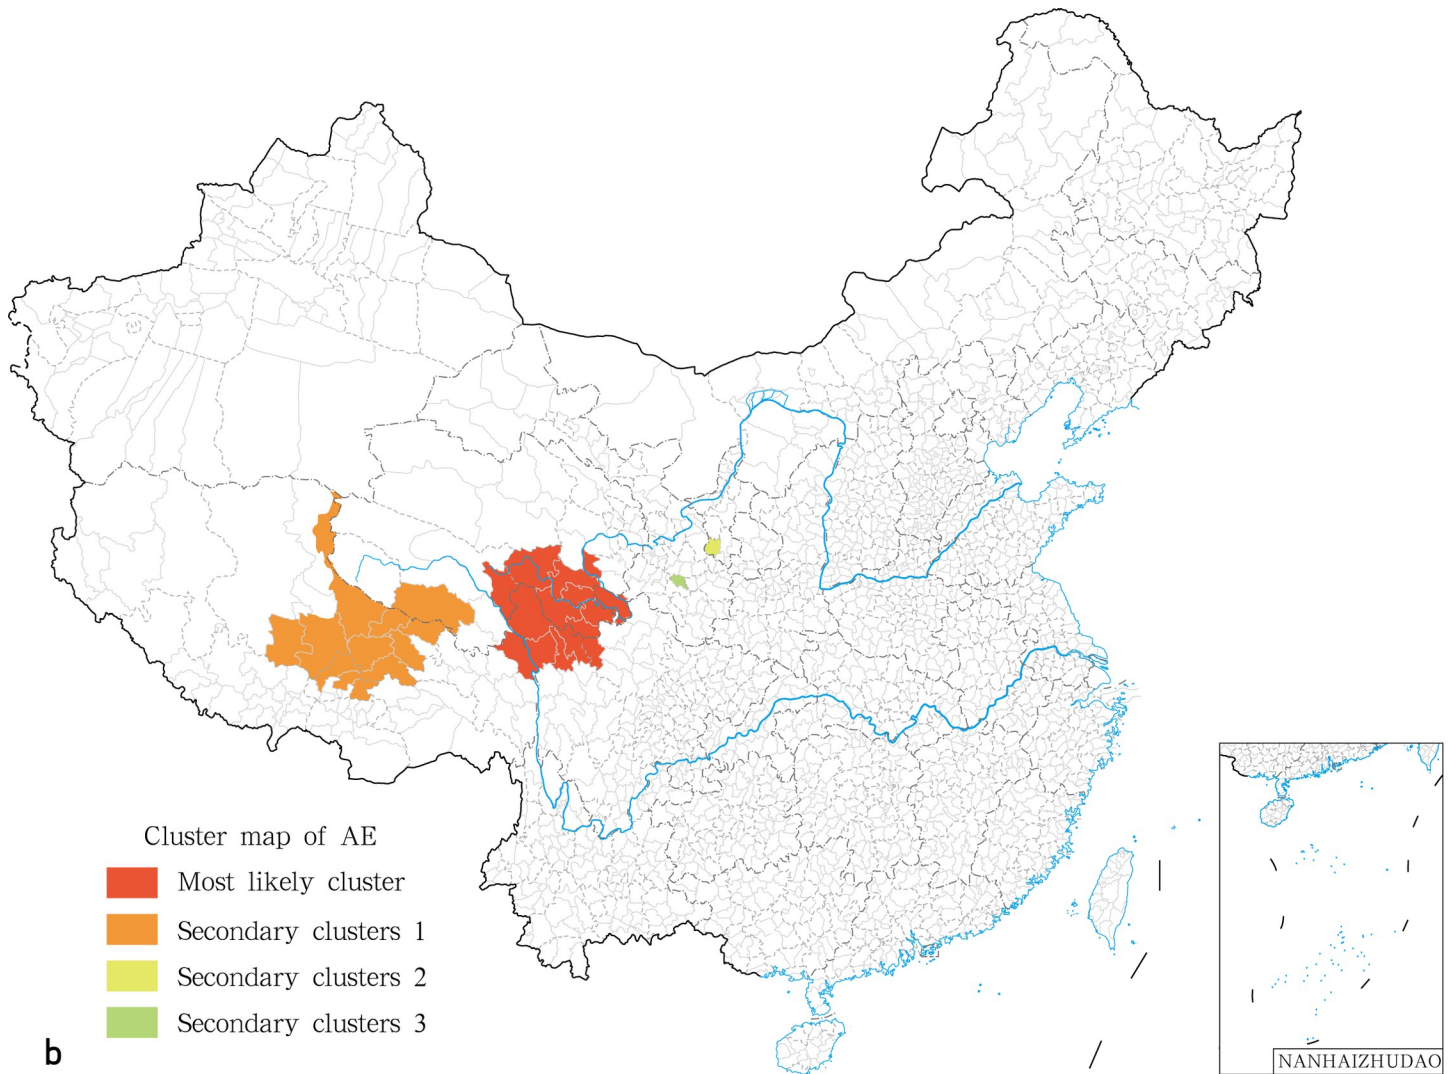 Cluster map of AE
Most likely cluster
Secondary clusters 1
Secondary clusters 2
Secondary clusters 3
b
NANHAIZHUDAO